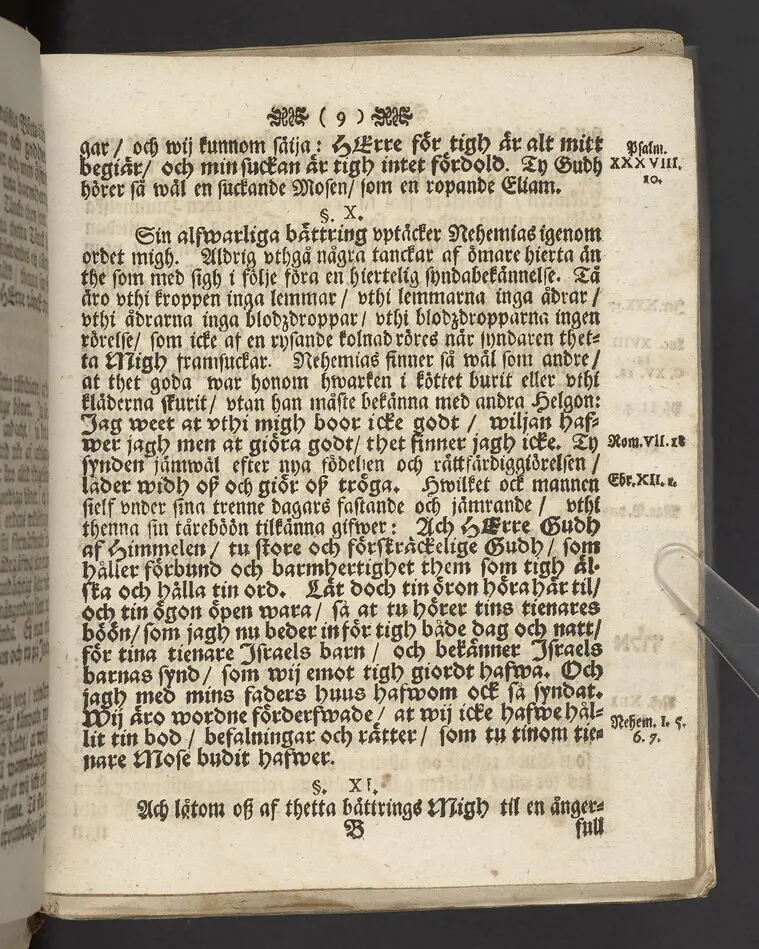 ( 9 )
gar / och wij kunnom säija: HErre för tigh är alt mitt
begiär/ och min suckan är tigh intet fördold. Ty Gudh
hörer så wäl en suckande Mosen/ som en ropande Eliam.
Psalm.
XXXVIII.
10.
§. X.
Sin alfwarliga bättring vptäcker Nehemias igenom
ordet migh. Aldrig vthgå några tanckar af ömare hierta än
the som med sigh i följe föra en hiertelig syndabekännelse. Tå
äro vthi kroppen inga lemmar / vthi lemmarna inga ådrar /
vthi ådrarna inga blodzdroppar/ vthi blodzdropparna ingen
rörelse/ som icke af en rysande kolnad röres när syndaren thet-
ta Migh framsuckar. Nehemias finner så wäl som andre/
at thet goda war honom hwarken i köttet burit eller vthi
kläderna skurit/ vtan han måste bekänna med andra Helgon:
Jag weet at vthi migh boor icke godt / wiljan haf-
wer jagh men at giöra godt/ thet finner jagh icke. Ty
Rom. VII. 18
synden jämwäl efter nya födelsen och rättfärdiggiörelsen /
låder widh oß och giör oß tröga. Hwilket ock mannen
Ebr. XII. 1.
sielf vnder sina trenne dagars fastande och jämrande / vthi
thenna sin tåreböön tilkänna gifwer: Ach HErre Gudh
af Himmelen/ tu store och förskräckelige Gudh/ som
håller förbund och barmhertighet them som tigh äl-
ska och hålla tin ord. Lät doch tin öron höra här til/
och tin ögon öpen wara/ så at tu hörer tins tienares
böön/ som jagh nu beder in för tigh både dag och natt/
för tina tienare Israels barn / och bekänner Israels
barnas synd/ som wij emot tigh giordt hafwa. Och
jagh med mins faders huus hafwom ock så syndat.
Wij äro wordne förderfwade/ at wij icke hafwe hål-
lit tin bod/ befalningar och rätter/ som tu tinom tie-
nare Mose budit hafwer.
Nehem. I. 5.
6. 7.
§. XI.
Ach låtom oß af thetta bättrings Migh til en ånger-
B
full